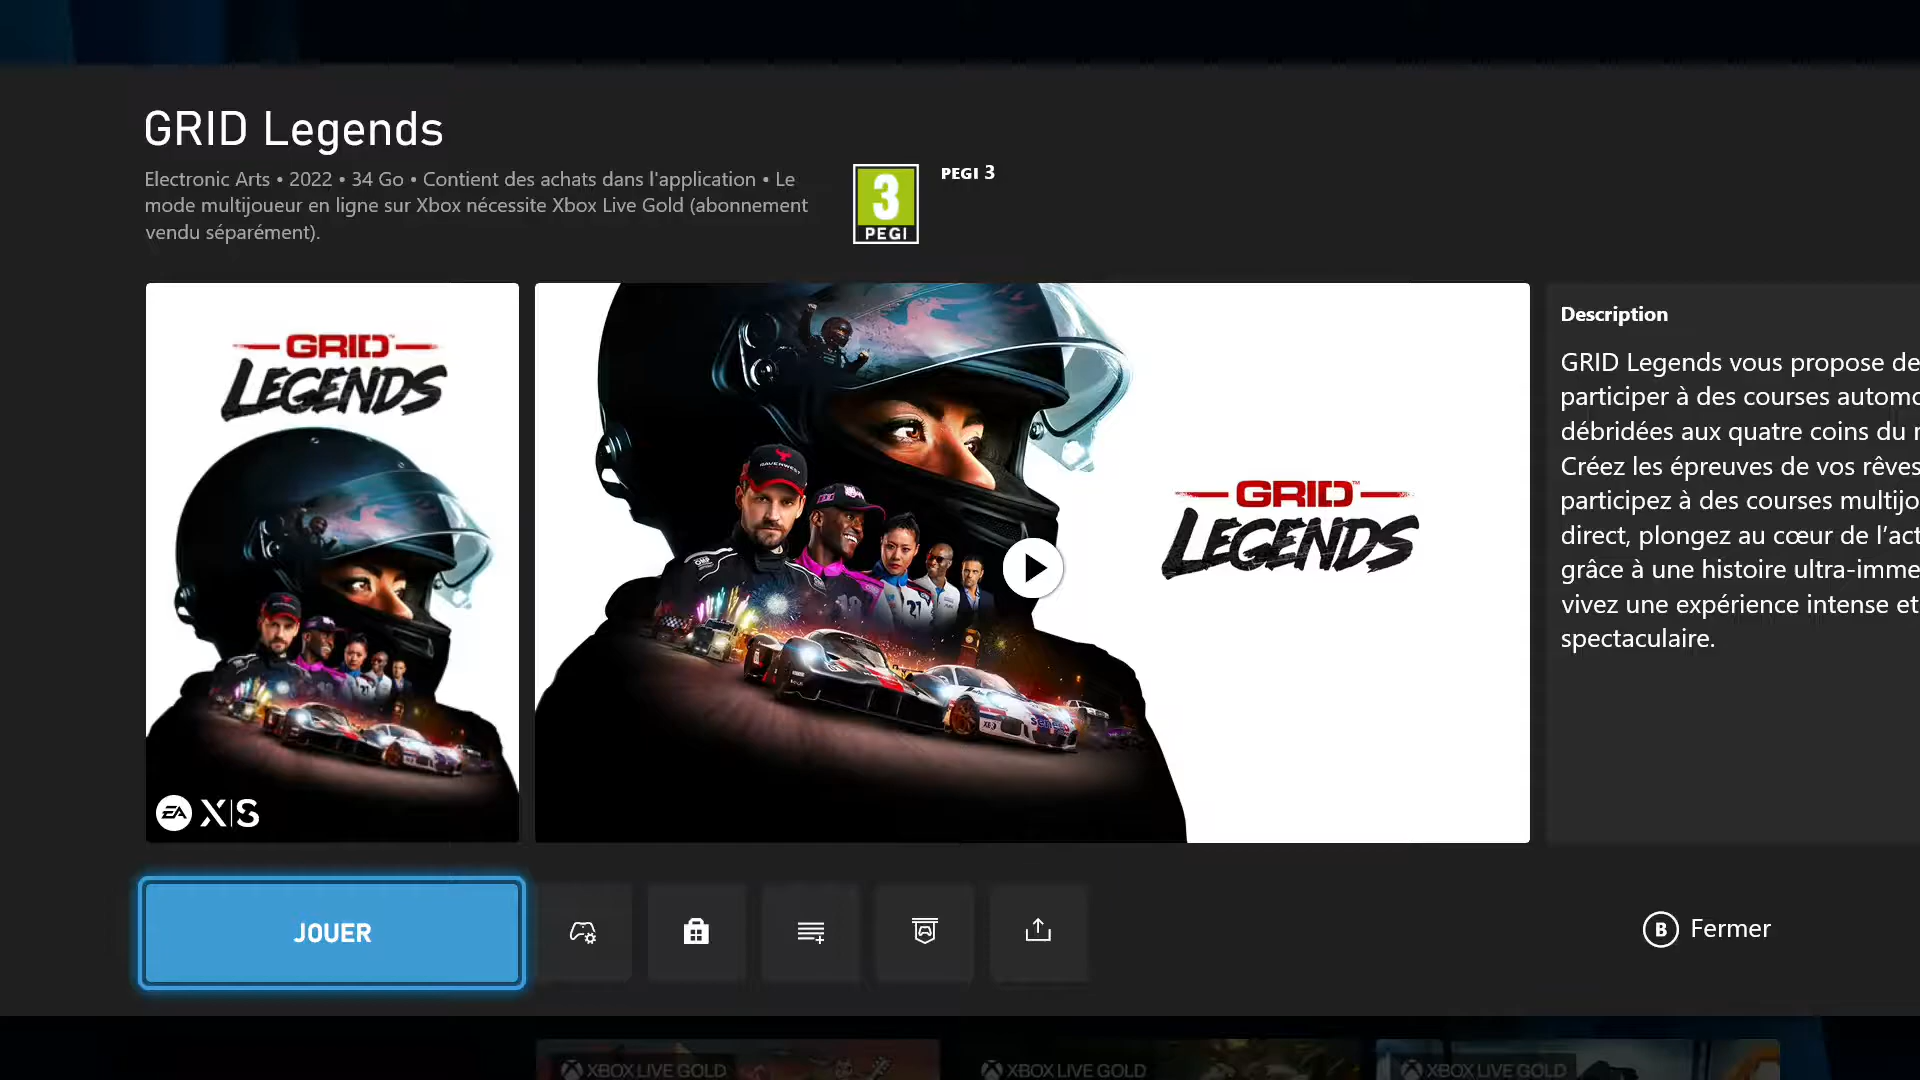 GRID Legends
Electronic Arts • 2022 • 34 Go • Contient des achats dans l'application • Le
mode multijoueur en ligne sur Xbox nécessite Xbox Live Gold (abonnement
vendu séparément).
3
PEGI
PEGI 3
GRID™
LEGENDS
EA X|S
RAVENWEST
GRID™
LEGENDS
Description
GRID Legends vous propose de
participer à des courses automo
débridées aux quatre coins du
Créez les épreuves de vos rêves
participez à des courses multijo
direct, plongez au cœur de l'act
grâce à une histoire ultra-imme
vivez une expérience intense et
spectaculaire.
JOUER
B Fermer
XBOX LIVE GOLD
XBOX LIVE GOLD
XBOX LIVE GOLD